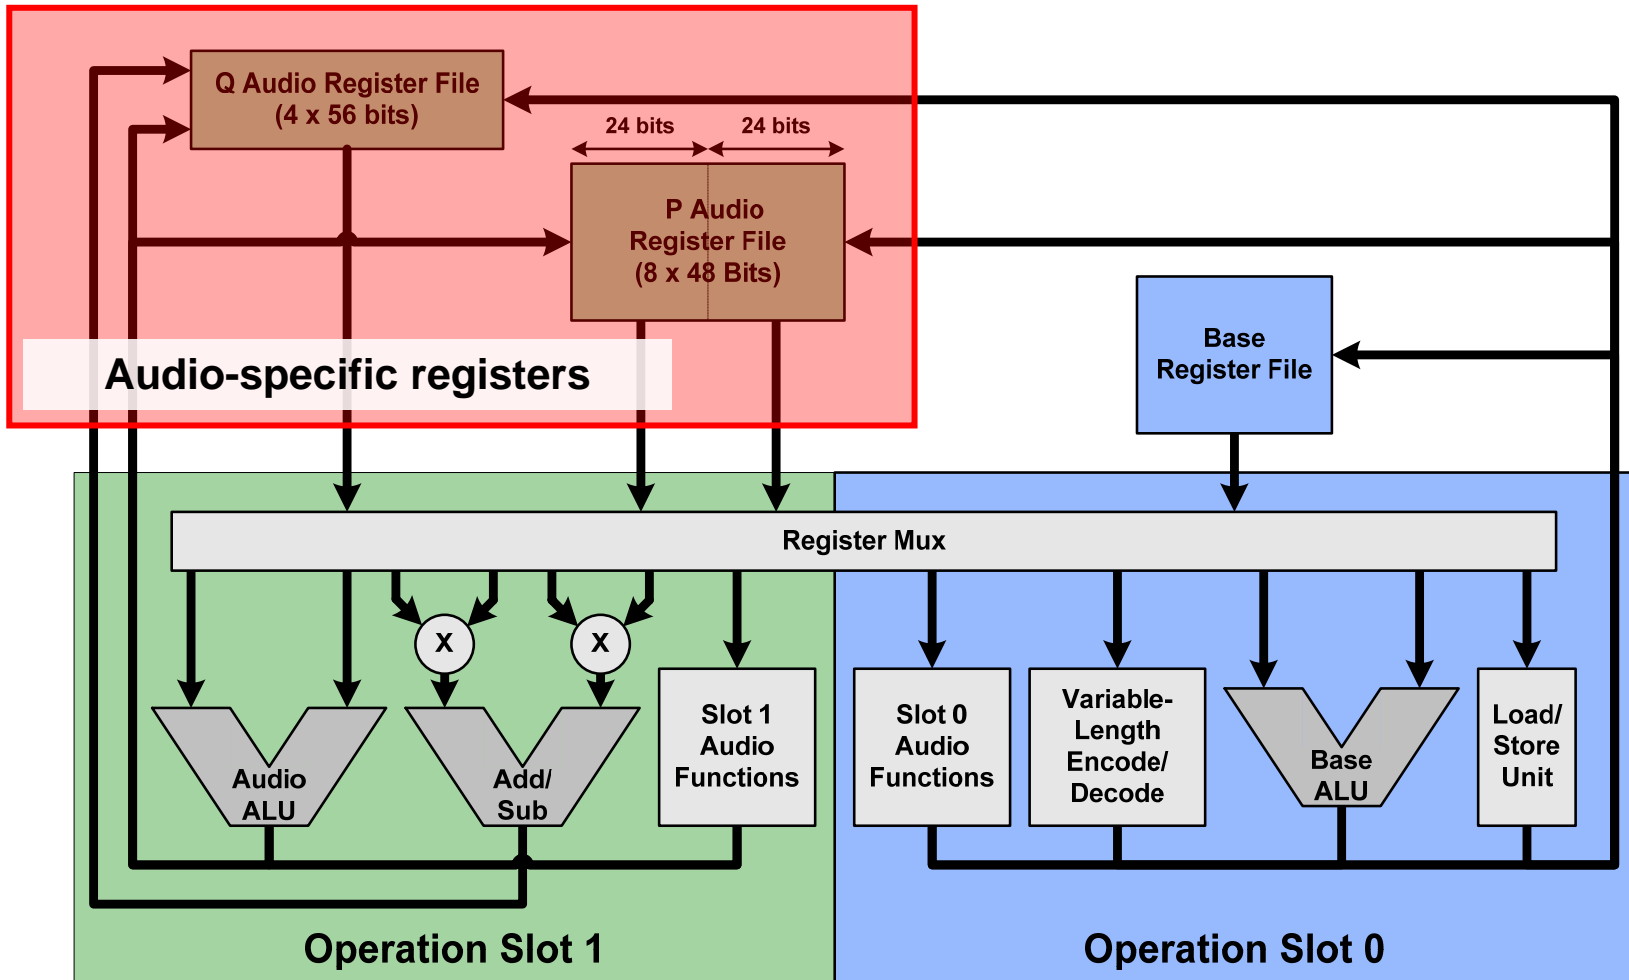 Q Audio Register File
(4 x 56 bits)
24 bits
24 bits
P Audio
Register File
(8 x 48 Bits)
Audio-specific registers
Base
Register File
Register Mux
X
X
Audio
ALU
Add/
Sub
Slot 1
Audio
Functions
Slot 0
Audio
Functions
Variable-
Length
Encode/
Decode
Base
ALU
Load/
Store
Unit
Operation Slot 1
Operation Slot 0